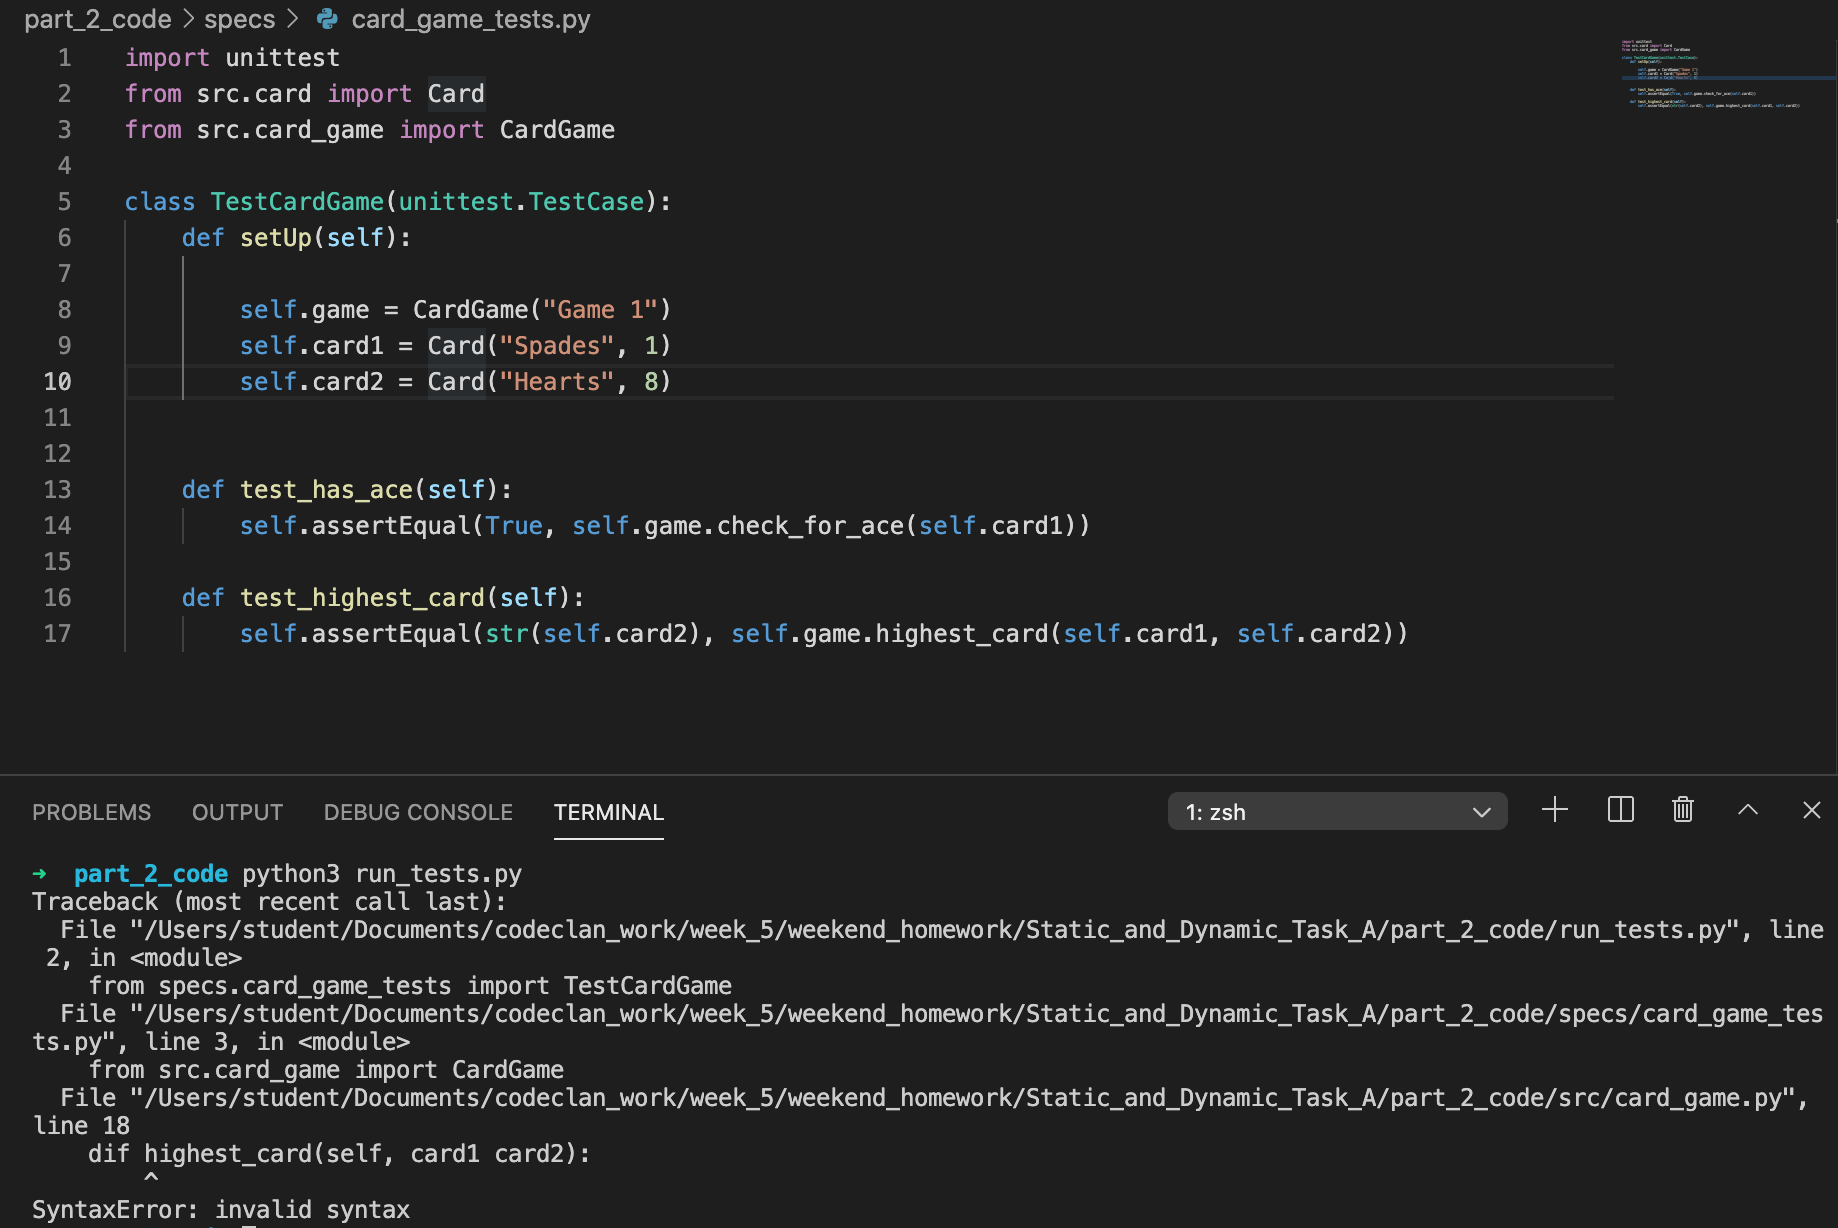 part_2_code > specs > card_game_tests.py
1 import unittest
2 from src.card import Card
3 from src.card_game import CardGame
4
5 class TestCardGame(unittest.TestCase):
6 def setUp(self):
7
8 self.game = CardGame("Game 1")
9 self.card1 = Card("Spades", 1)
10 self.card2 = Card("Hearts", 8)
11
12
13 def test_has_ace(self):
14 self.assertEqual(True, self.game.check_for_ace(self.card1))
15
16 def test_highest_card(self):
17 self.assertEqual(str(self.card2), self.game.highest_card(self.card1, self.card2))
PROBLEMS OUTPUT DEBUG CONSOLE TERMINAL 1: zsh
→ part_2_code python3 run_tests.py
Traceback (most recent call last):
File "/Users/student/Documents/codeclan_work/week_5/weekend_homework/Static_and_Dynamic_Task_A/part_2_code/run_tests.py", line
2, in <module>
from specs.card_game_tests import TestCardGame
File "/Users/student/Documents/codeclan_work/week_5/weekend_homework/Static_and_Dynamic_Task_A/part_2_code/specs/card_game_tes
ts.py", line 3, in <module>
from src.card_game import CardGame
File "/Users/student/Documents/codeclan_work/week_5/weekend_homework/Static_and_Dynamic_Task_A/part_2_code/src/card_game.py",
line 18
dif highest_card(self, card1 card2):
^
SyntaxError: invalid syntax